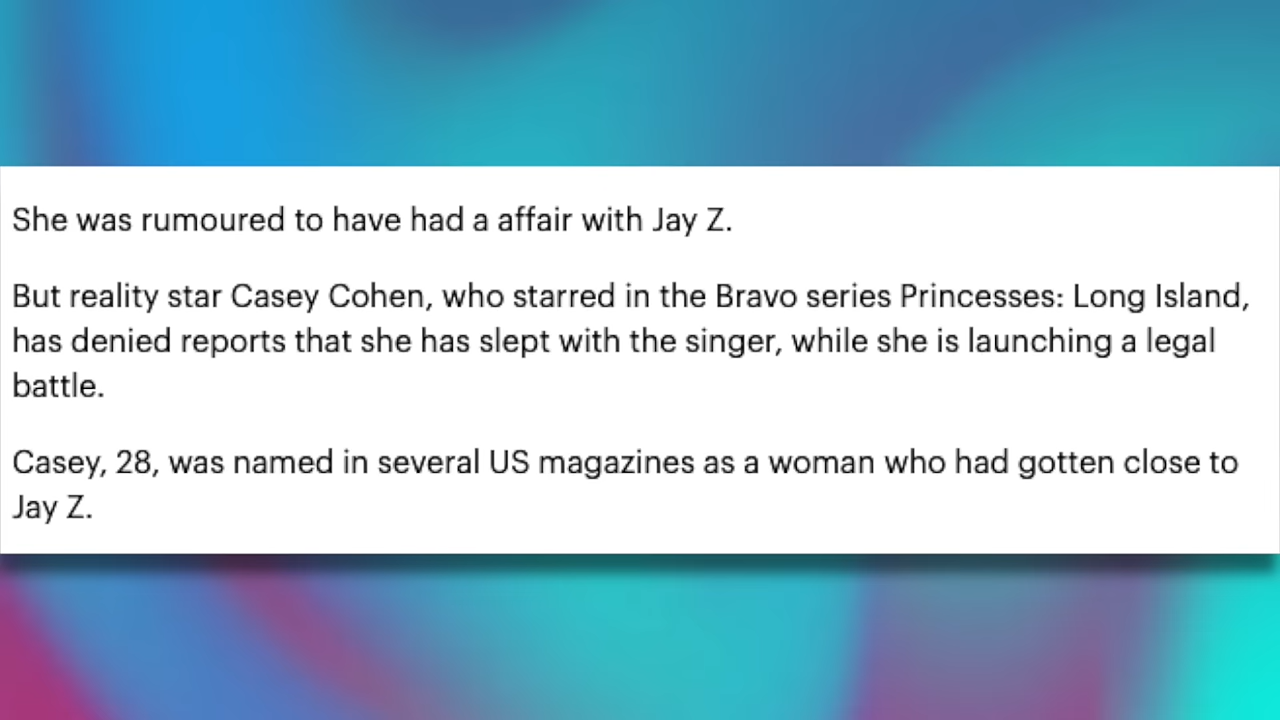 She was rumoured to have had a affair with Jay Z.
But reality star Casey Cohen, who starred in the Bravo series Princesses: Long Island,
has denied reports that she has slept with the singer, while she is launching a legal
battle.
Casey, 28, was named in several US magazines as a woman who had gotten close to
Jay Z.